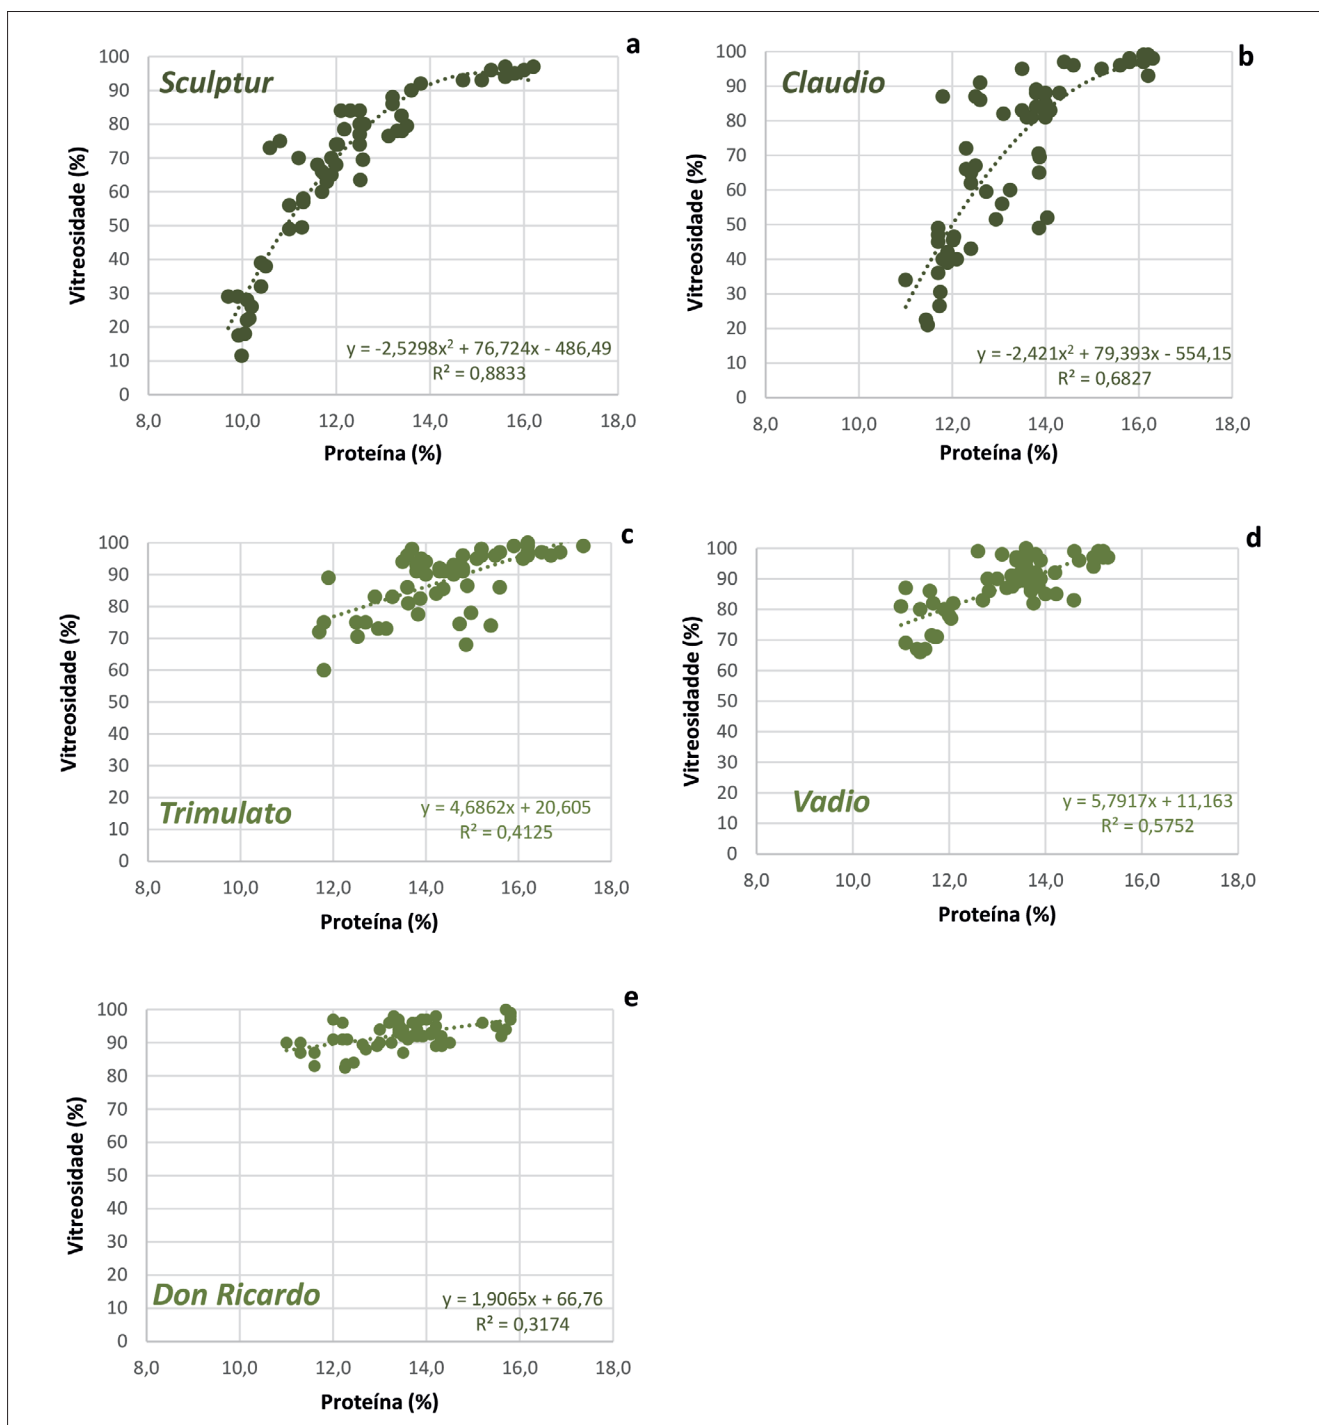 a
Sculptur
Vitreosidade (%)
100
90
80
70
60
50
40
30
20
10
0
y = -2,5298x² + 76,724x - 486,49
R² = 0,8833
8,0 10,0 12,0 14,0 16,0 18,0
Proteína (%)
b
Claudio
Vitreosidade (%)
100
90
80
70
60
50
40
30
20
10
0
y = -2,421x² + 79,393x - 554,15
R² = 0,6827
8,0 10,0 12,0 14,0 16,0 18,0
Proteína (%)
c
Vitreosidade (%)
100
90
80
70
60
50
40
30
20
10
0
Trimulato
y = 4,6862x + 20,605
R² = 0,4125
8,0 10,0 12,0 14,0 16,0 18,0
Proteína (%)
d
Vitreosidadde (%)
100
90
80
70
60
50
40
30
20
10
0
Vadio
y = 5,7917x + 11,163
R² = 0,5752
8,0 10,0 12,0 14,0 16,0 18,0
Proteína (%)
e
Vitreosidade (%)
100
90
80
70
60
50
40
30
20
10
0
Don Ricardo
y = 1,9065x + 66,76
R² = 0,3174
8,0 10,0 12,0 14,0 16,0 18,0
Proteína (%)